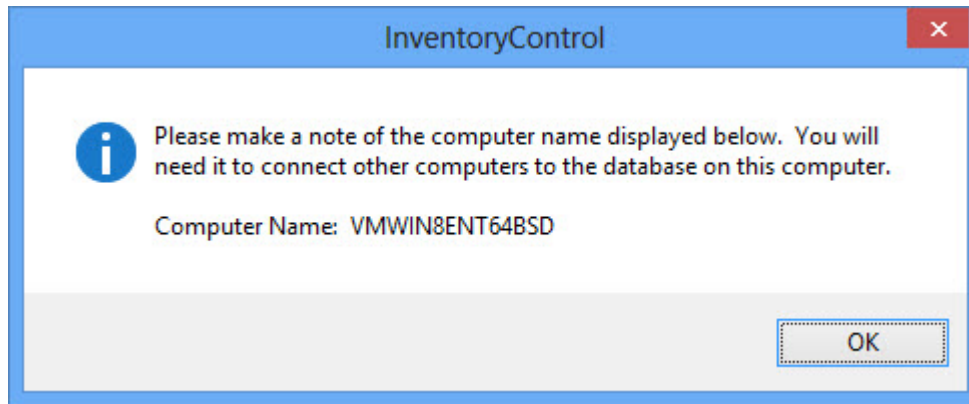 InventoryControl
Please make a note of the computer name displayed below.  You will
need it to connect other computers to the database on this computer.
Computer Name:  VMWIN8ENT64BSD
OK